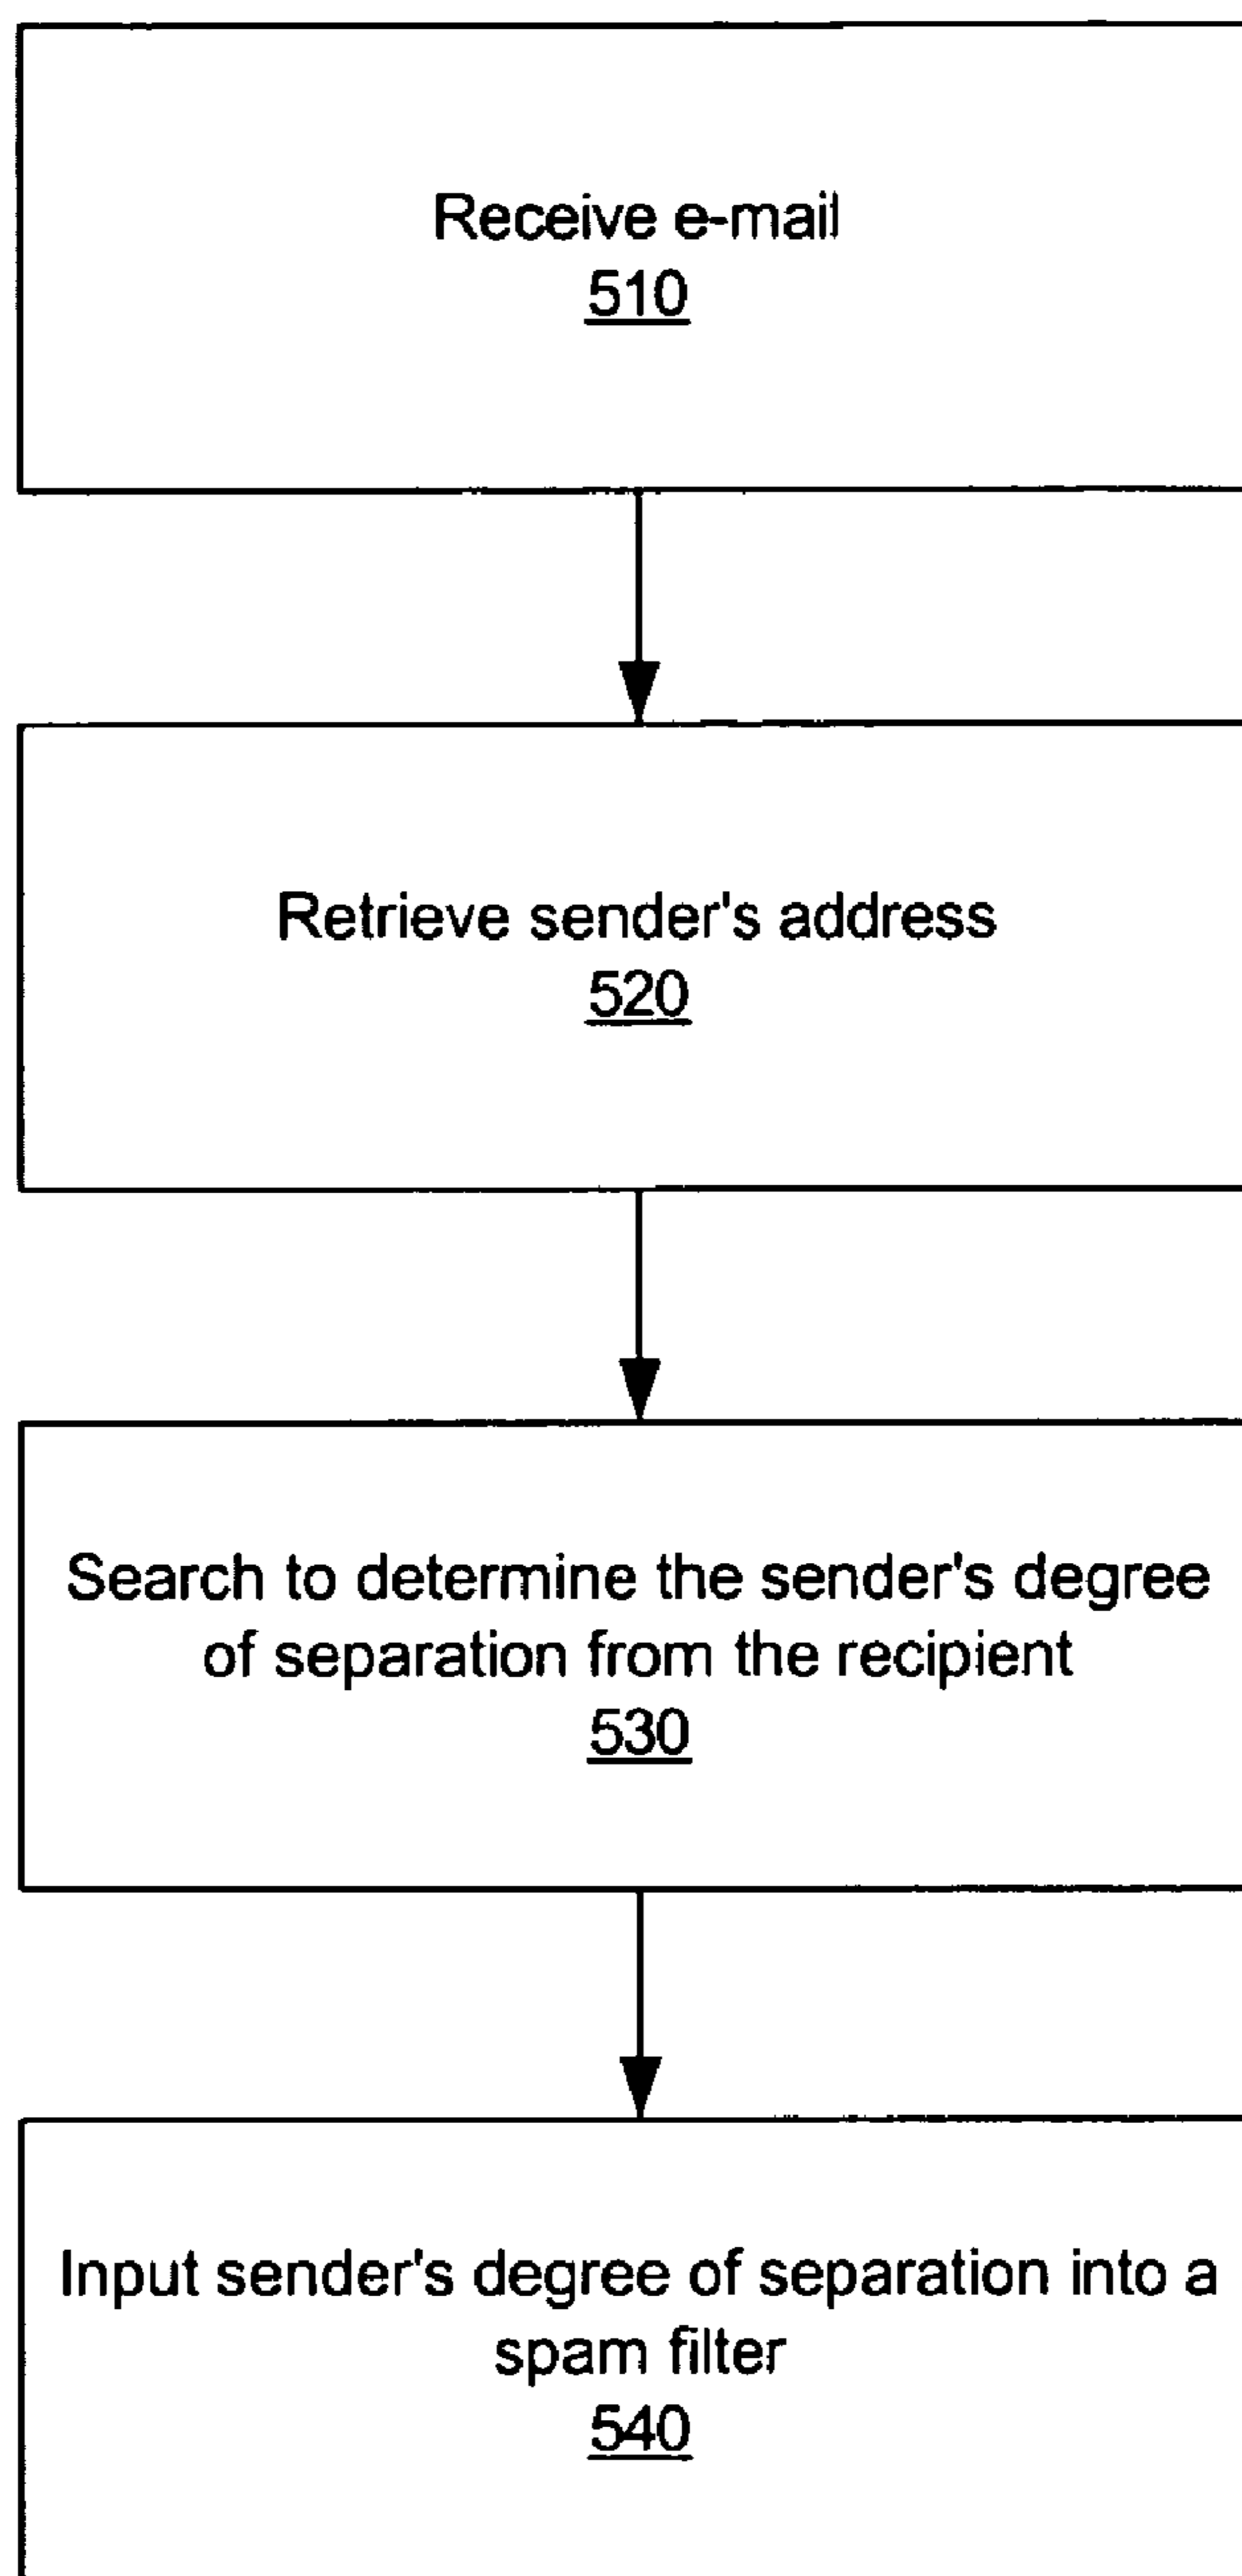 Receive e-mail
510
Retrieve sender's address
520
Search to determine the sender's degree
of separation from the recipient
530
Input sender's degree of separation into a
spam filter
540